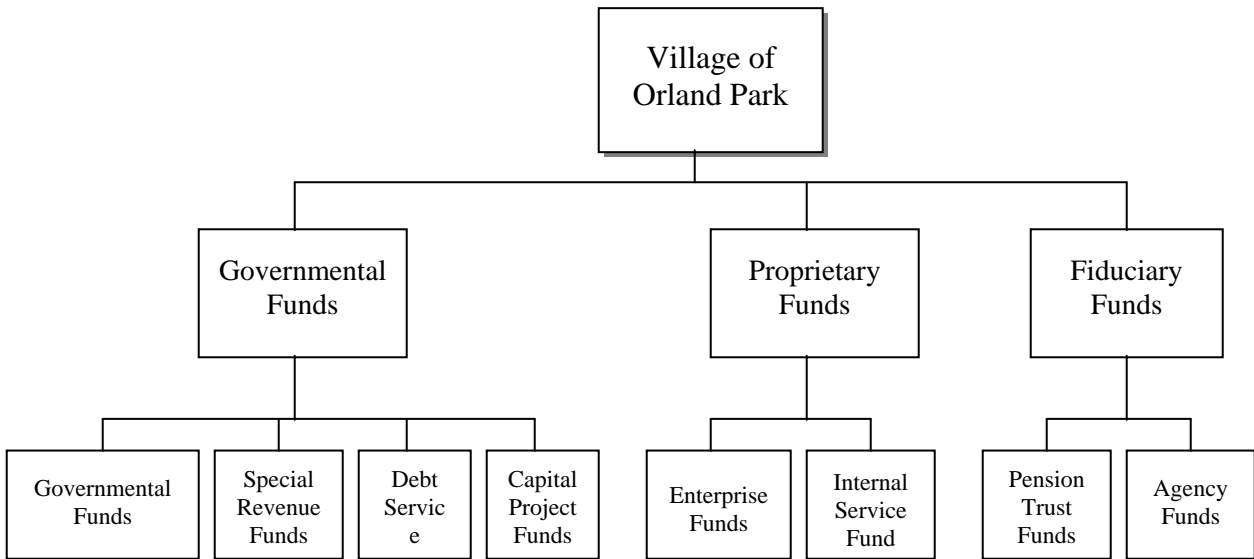 Village of
Orland Park
Governmental
Funds
Proprietary
Funds
Fiduciary
Funds
Governmental
Funds
Special
Revenue
Funds
Debt
Servic
e
Capital
Project
Funds
Enterprise
Funds
Internal
Service
Fund
Pension
Trust
Funds
Agency
Funds